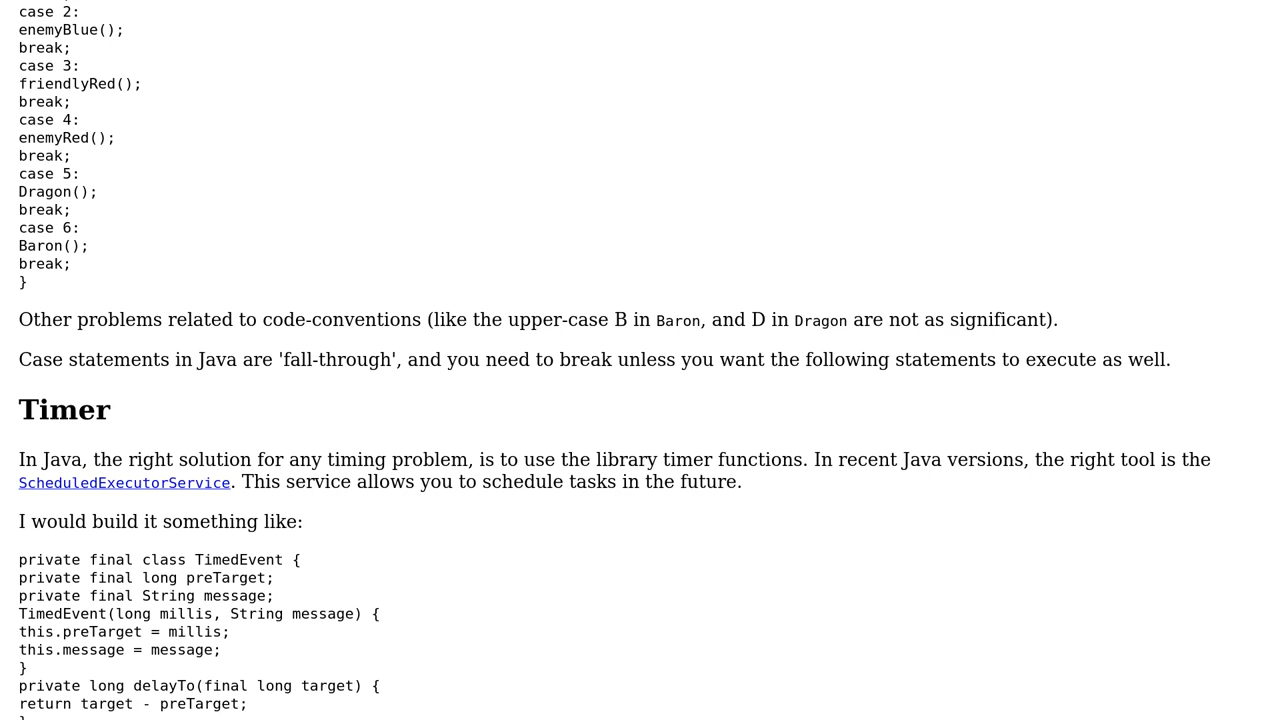 case 2:
enemyBlue();
break;
case 3:
friendlyRed();
break;
case 4:
enemyRed();
break;
case 5:
Dragon();
break;
case 6:
Baron();
break;
}
Other problems related to code-conventions (like the upper-case B in Baron, and D in Dragon are not as significant).
Case statements in Java are 'fall-through', and you need to break unless you want the following statements to execute as well.
Timer
In Java, the right solution for any timing problem, is to use the library timer functions. In recent Java versions, the right tool is the
ScheduledExecutorService. This service allows you to schedule tasks in the future.
I would build it something like:
private final class TimedEvent {
private final long preTarget;
private final String message;
TimedEvent(long millis, String message) {
this.preTarget = millis;
this.message = message;
}
private long delayTo(final long target) {
return target - preTarget;
}